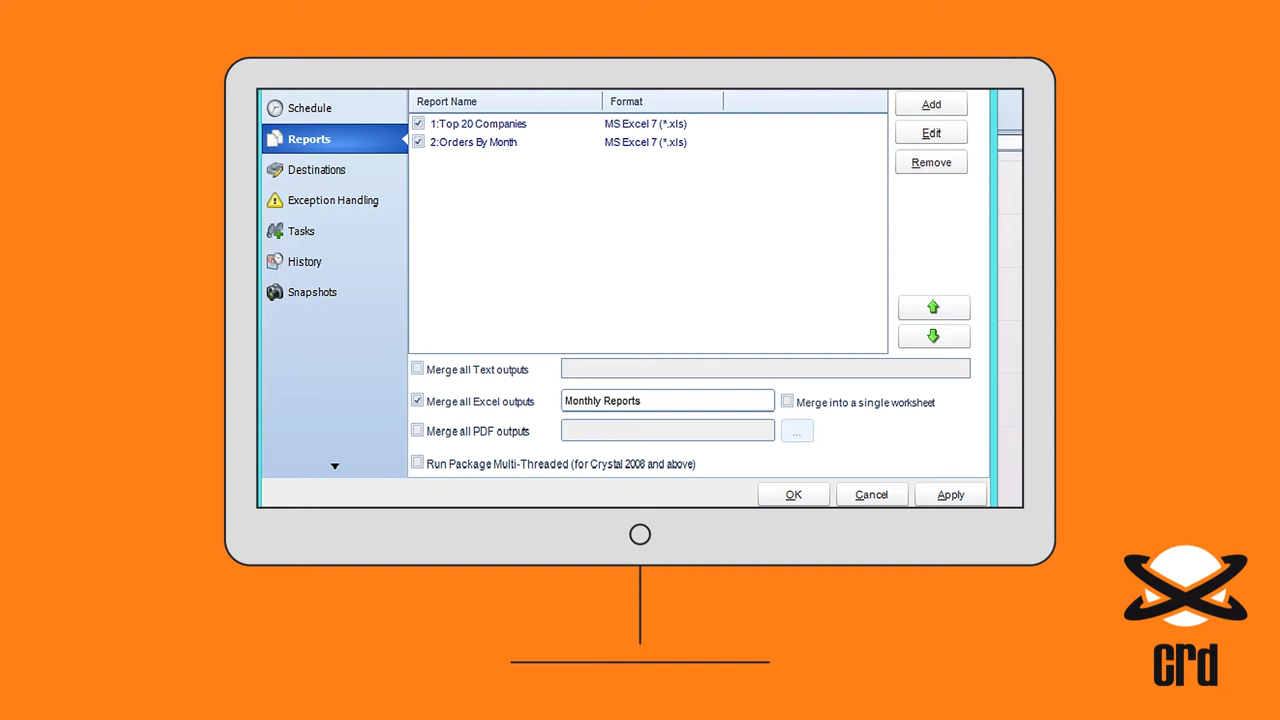 Schedule
Reports
Destinations
Exception Handling
Tasks
History
Snapshots
Report Name Format
1:Top 20 Companies MS Excel 7 (*.xls)
2:Orders By Month MS Excel 7 (*.xls)
Add
Edit
Remove
Merge all Text outputs
Merge all Excel outputs Monthly Reports Merge into a single worksheet
Merge all PDF outputs ...
Run Package Multi-Threaded (for Crystal 2008 and above)
OK Cancel Apply
crd